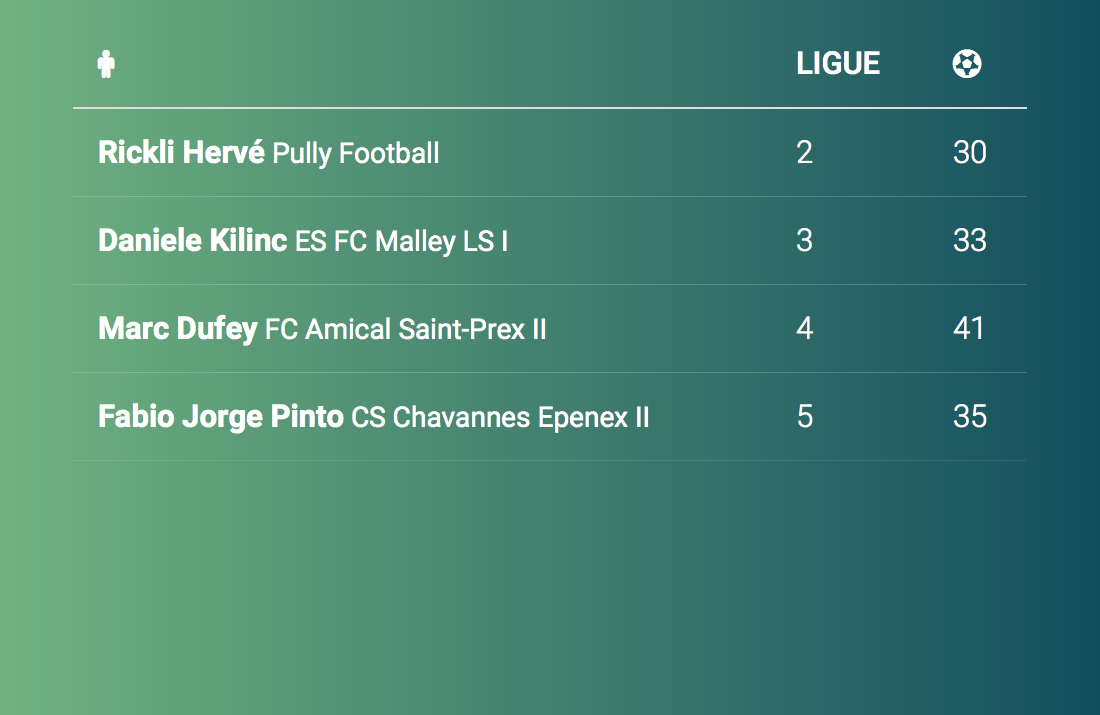 LIGUE
Rickli Hervé Pully Football 2 30
Daniele Kilinc ES FC Malley LS I 3 33
Marc Dufey FC Amical Saint-Prex II 4 41
Fabio Jorge Pinto CS Chavannes Epenex II 5 35